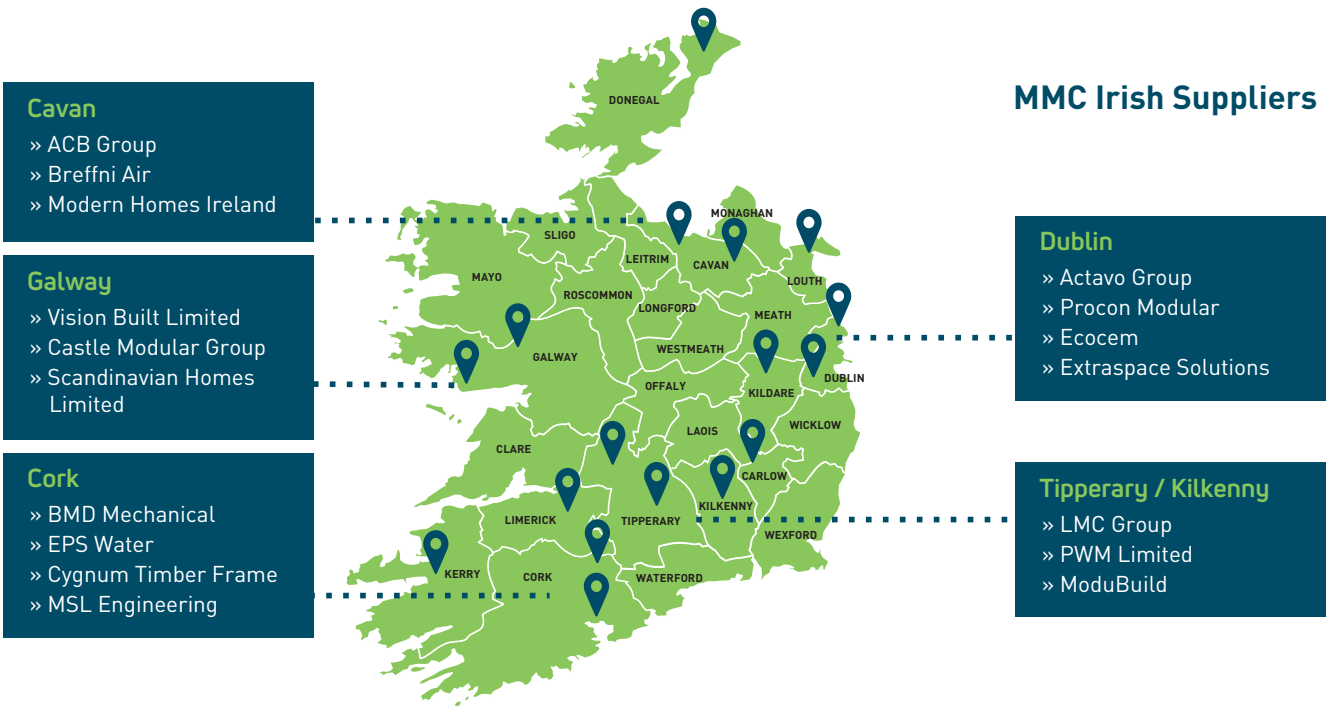 MMC Irish Suppliers
Cavan
» ACB Group
» Breffni Air
» Modern Homes Ireland
Galway
» Vision Built Limited
» Castle Modular Group
» Scandinavian Homes
Limited
Cork
» BMD Mechanical
» EPS Water
» Cygnum Timber Frame
» MSL Engineering
DONEGAL
MONAGHAN
SLIGO
LEITRIM
CAVAN
MAYO
LOUTH
ROSCOMMON
LONGFORD
MEATH
WESTMEATH
GALWAY
DUBLIN
OFFALY
KILDARE
WICKLOW
LAOIS
CLARE
CARLOW
KILKENNY
LIMERICK
TIPPERARY
WEXFORD
KERRY
CORK
WATERFORD
Dublin
» Actavo Group
» Procon Modular
» Ecocem
» Extraspace Solutions
Tipperary / Kilkenny
» LMC Group
» PWM Limited
» ModuBuild